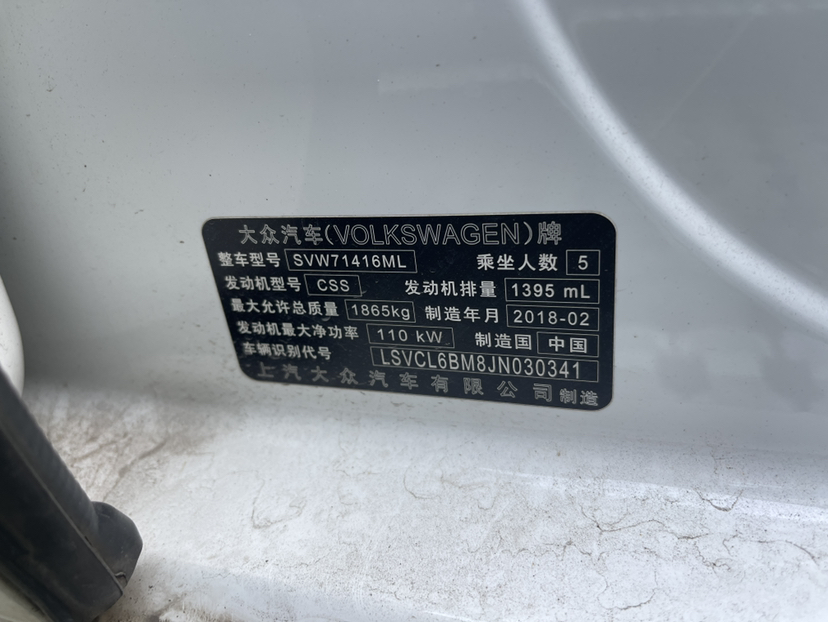 大众汽车(VOLKSWAGEN)牌
整车型号 SVW71416ML 乘坐人数 5
发动机型号 CSS 发动机排量 1395 mL
最大允许总质量 1865kg 制造年月 2018-02
发动机最大净功率 110 kW 制造国 中国
车辆识别代号 LSVCL6BM8JN030341
上汽大众汽车有限公司制造